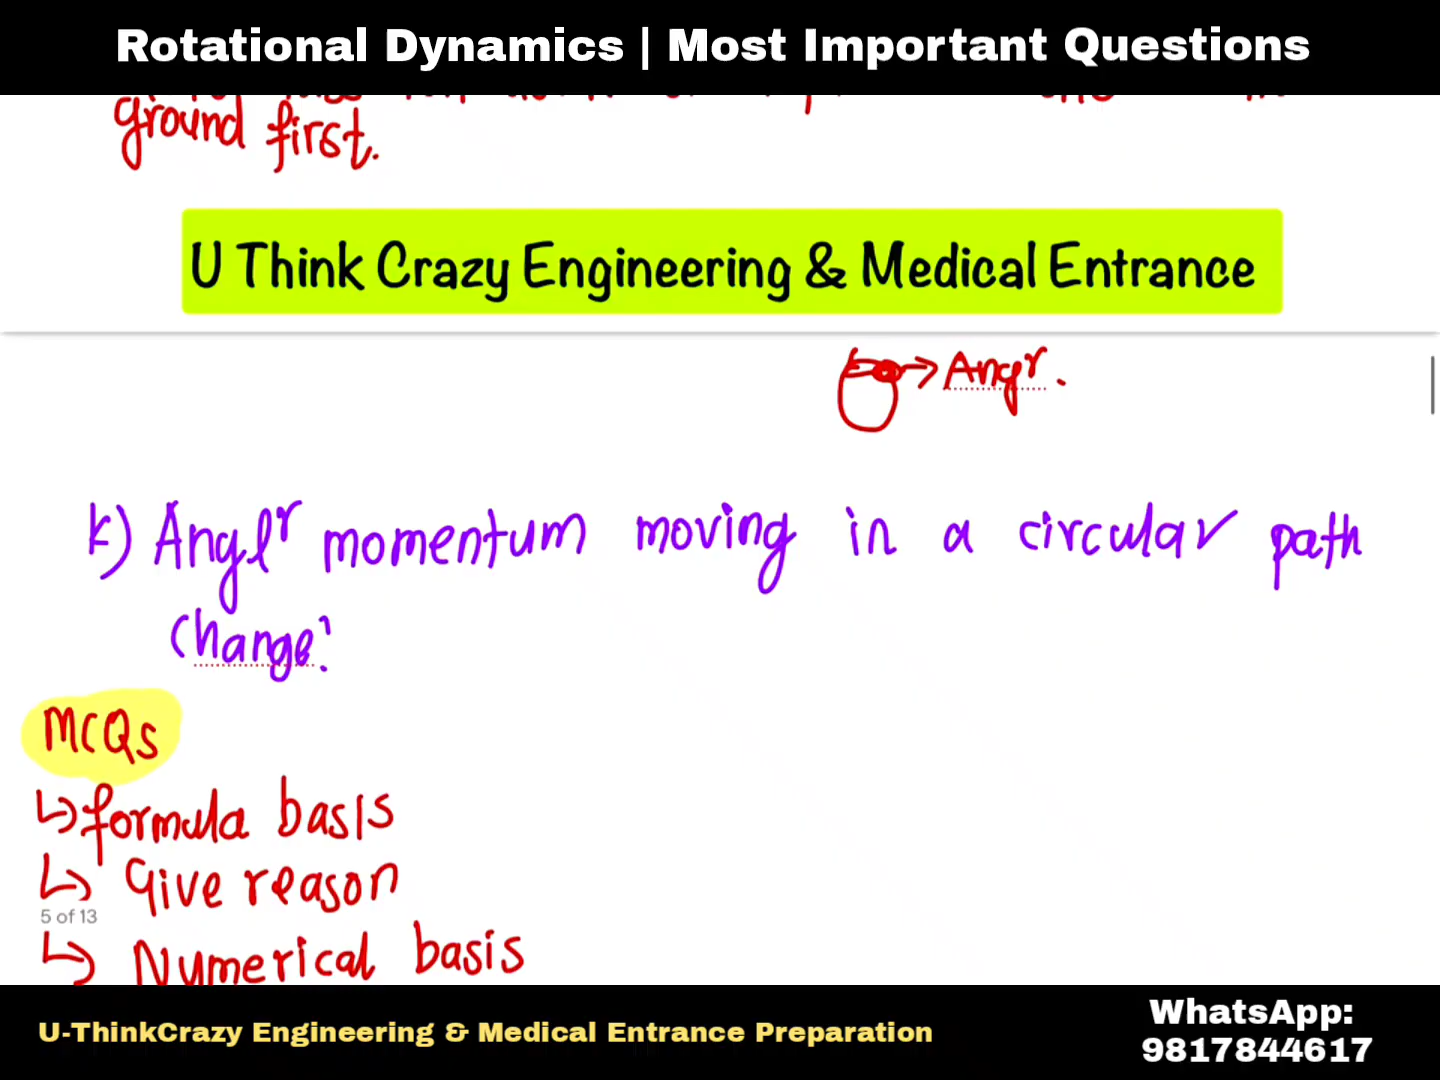 Rotational Dynamics | Most Important Questions
ground first.
U Think Crazy Engineering & Medical Entrance
→ Angr.
k) Anglr momentum moving in a circular path
change?
MCQs
↳ formula basis
↳ Give reason
5 of 13
↳ Numerical basis
U-ThinkCrazy Engineering & Medical Entrance Preparation
WhatsApp:
9817844617